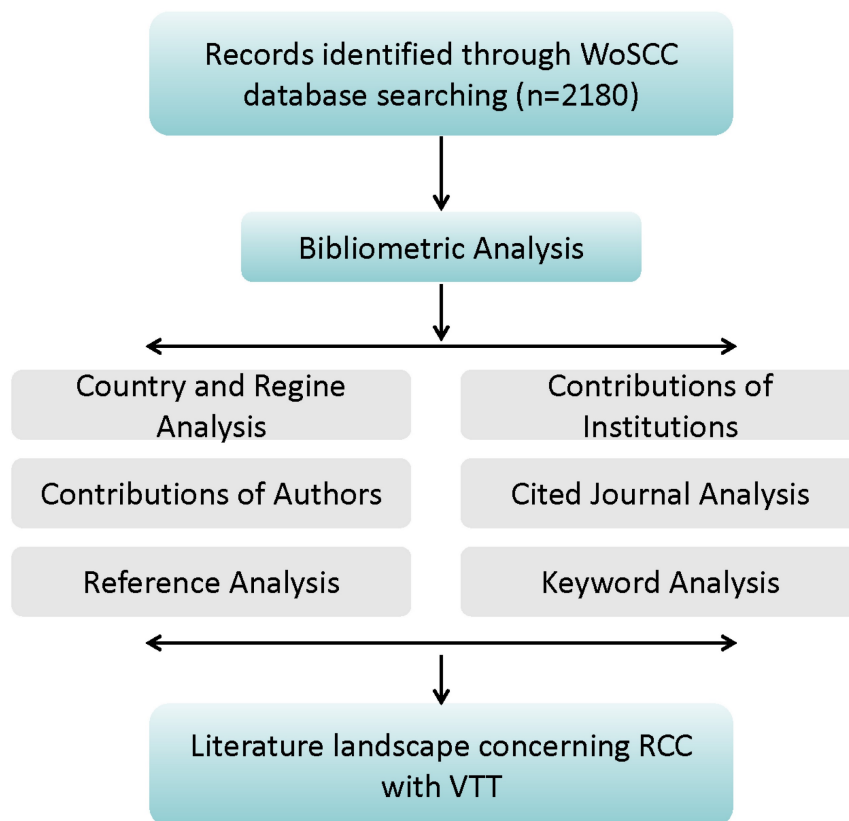 Records identified through WoSCC
database searching (n=2180)
Bibliometric Analysis
Country and Regine
Analysis
Contributions of
Institutions
Contributions of Authors
Cited Journal Analysis
Reference Analysis
Keyword Analysis
Literature landscape concerning RCC
with VTT